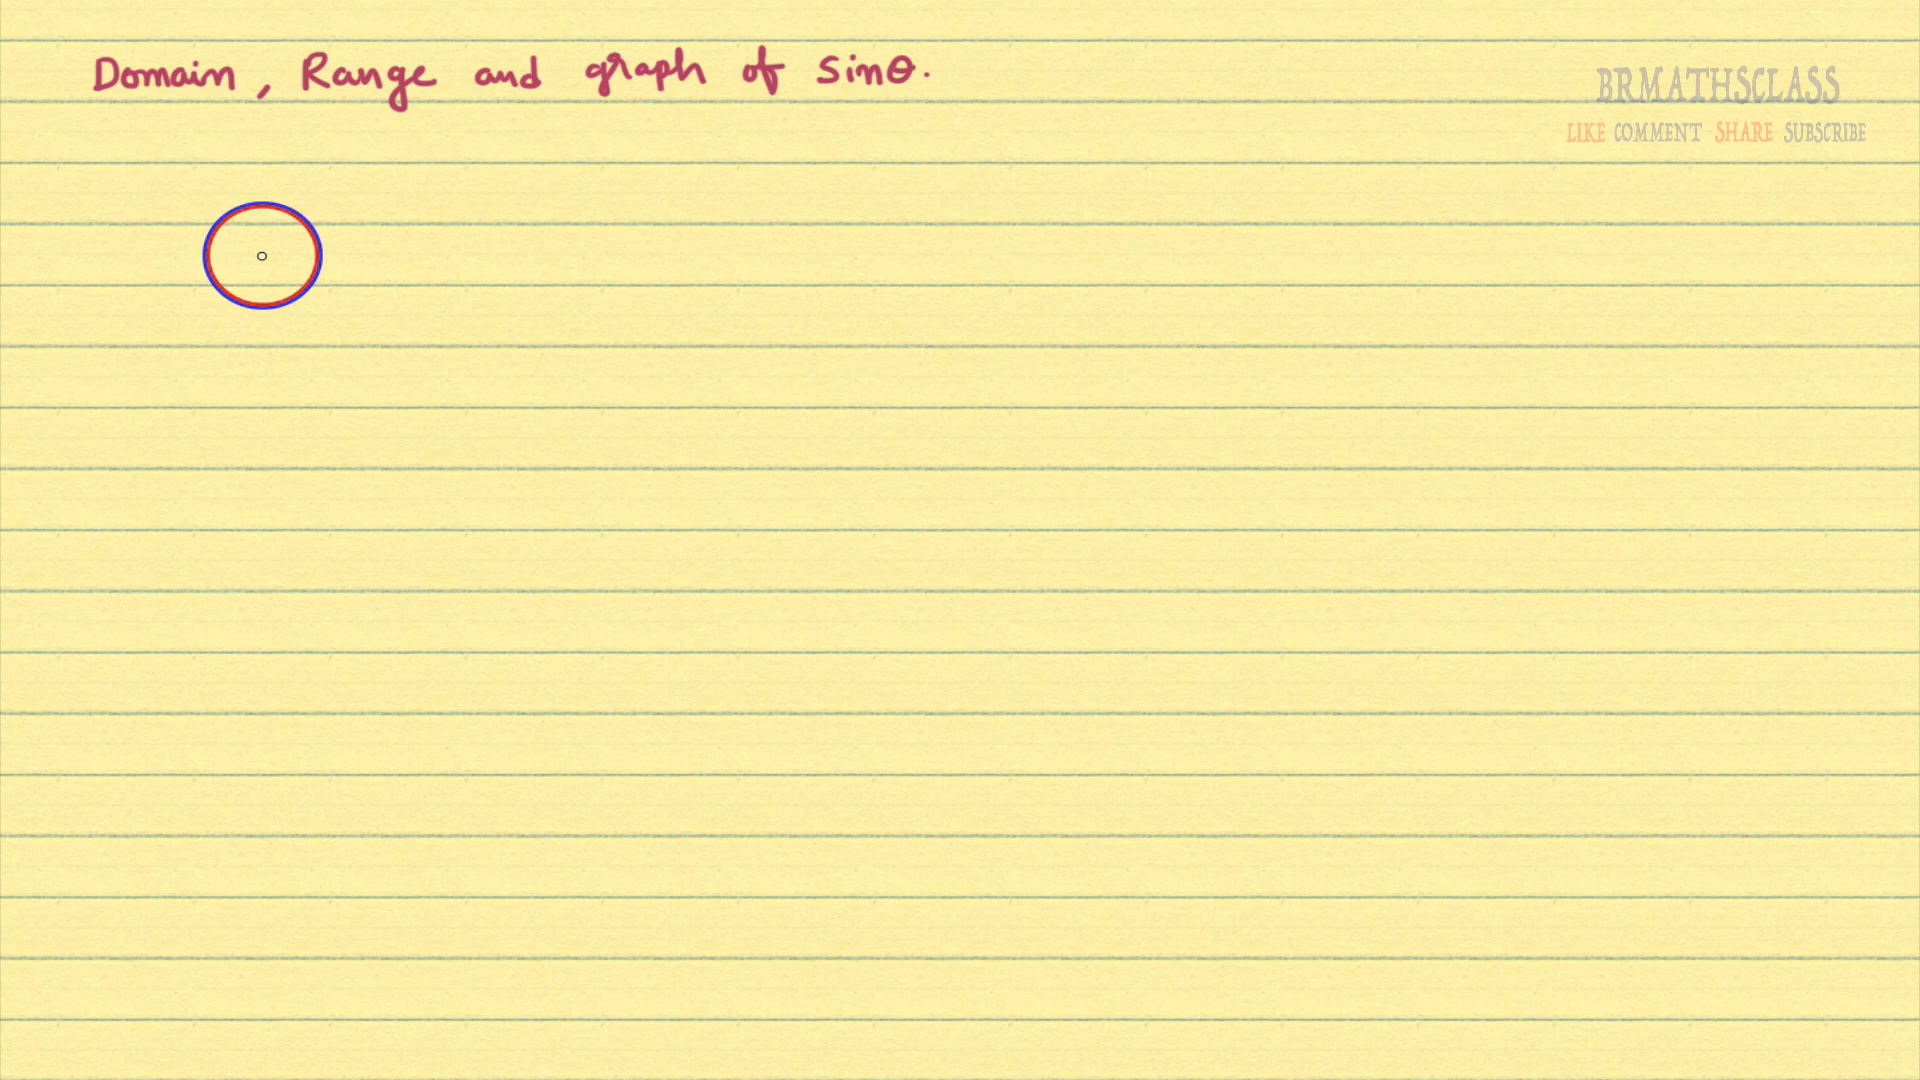 Domain, Range and graph of sinθ.
BRMATHSCLASS
LIKE COMMENT SHARE SUBSCRIBE